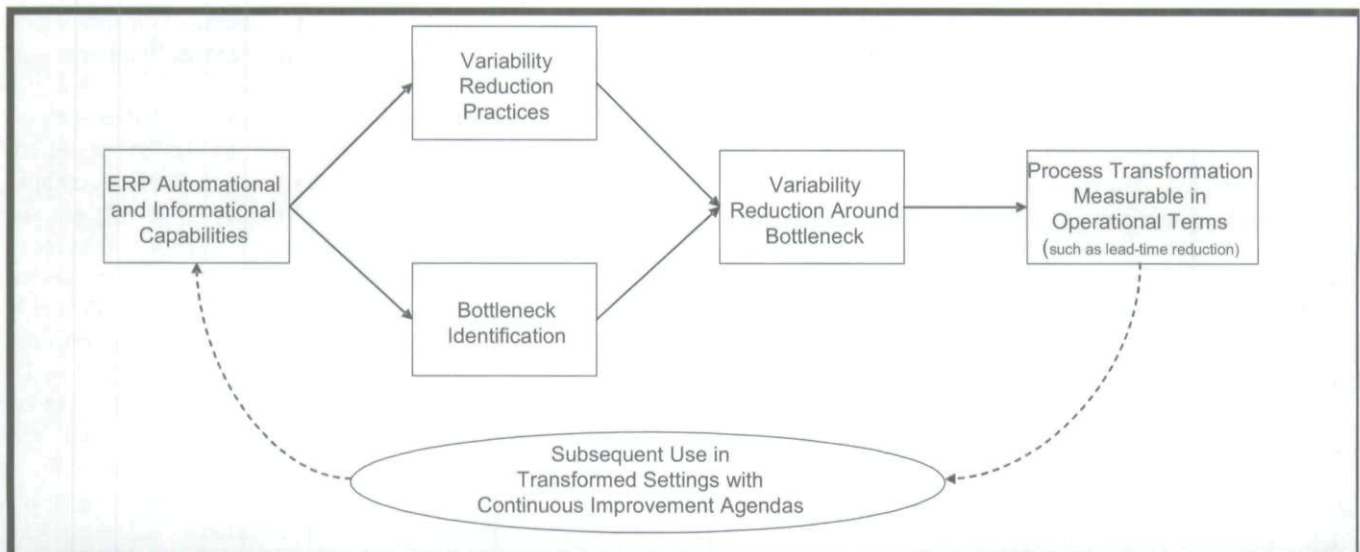 Variability
Reduction
Practices
ERP Automational
and Informational
Capabilities
Bottleneck
Identification
Variability
Reduction Around
Bottleneck
Process Transformation
Measurable in
Operational Terms
(such as lead-time reduction)
Subsequent Use in
Transformed Settings with
Continuous Improvement Agendas